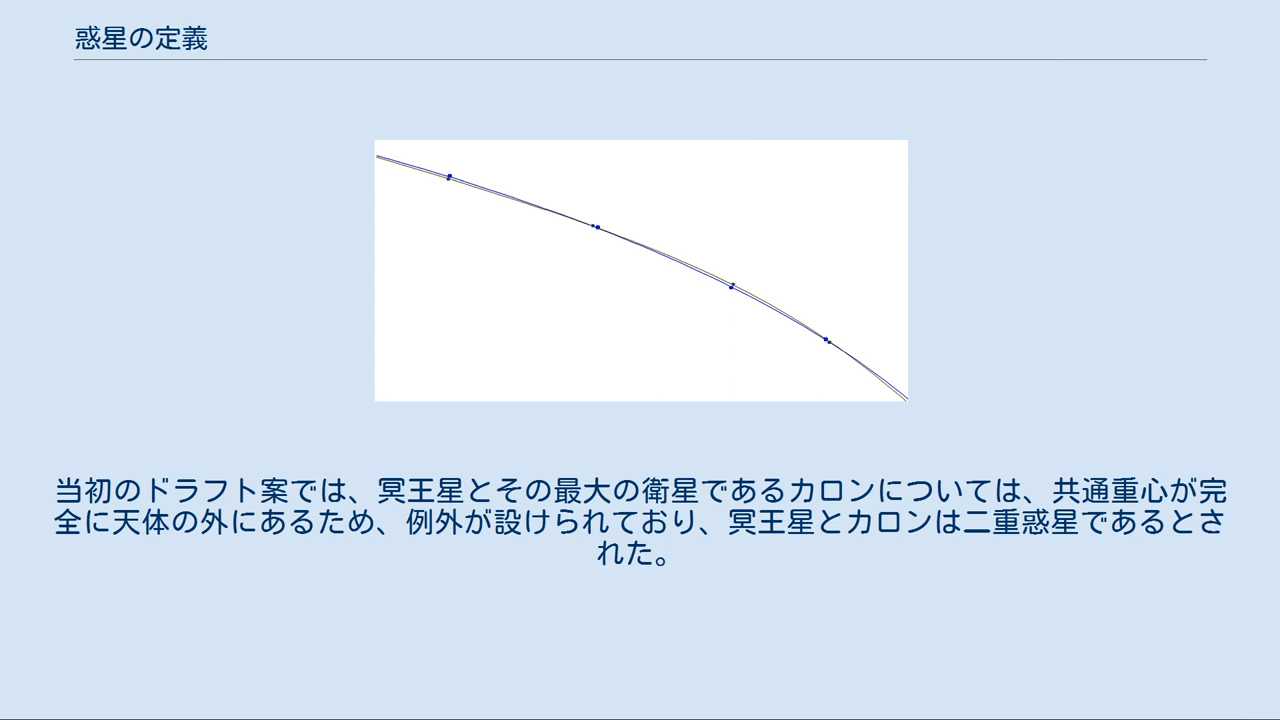 惑星の定義
当初のドラフト案では、冥王星とその最大の衛星であるカロンについては、共通重心が完
全に天体の外にあるため、例外が設けられており、冥王星とカロンは二重惑星であるとさ
れた。